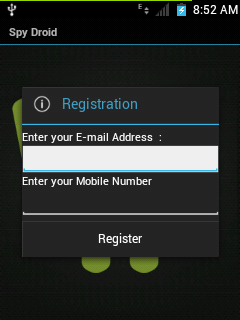 E
8:52 AM
Spy Droid
Registration
Enter your E-mail Address :
Enter your Mobile Number
Register